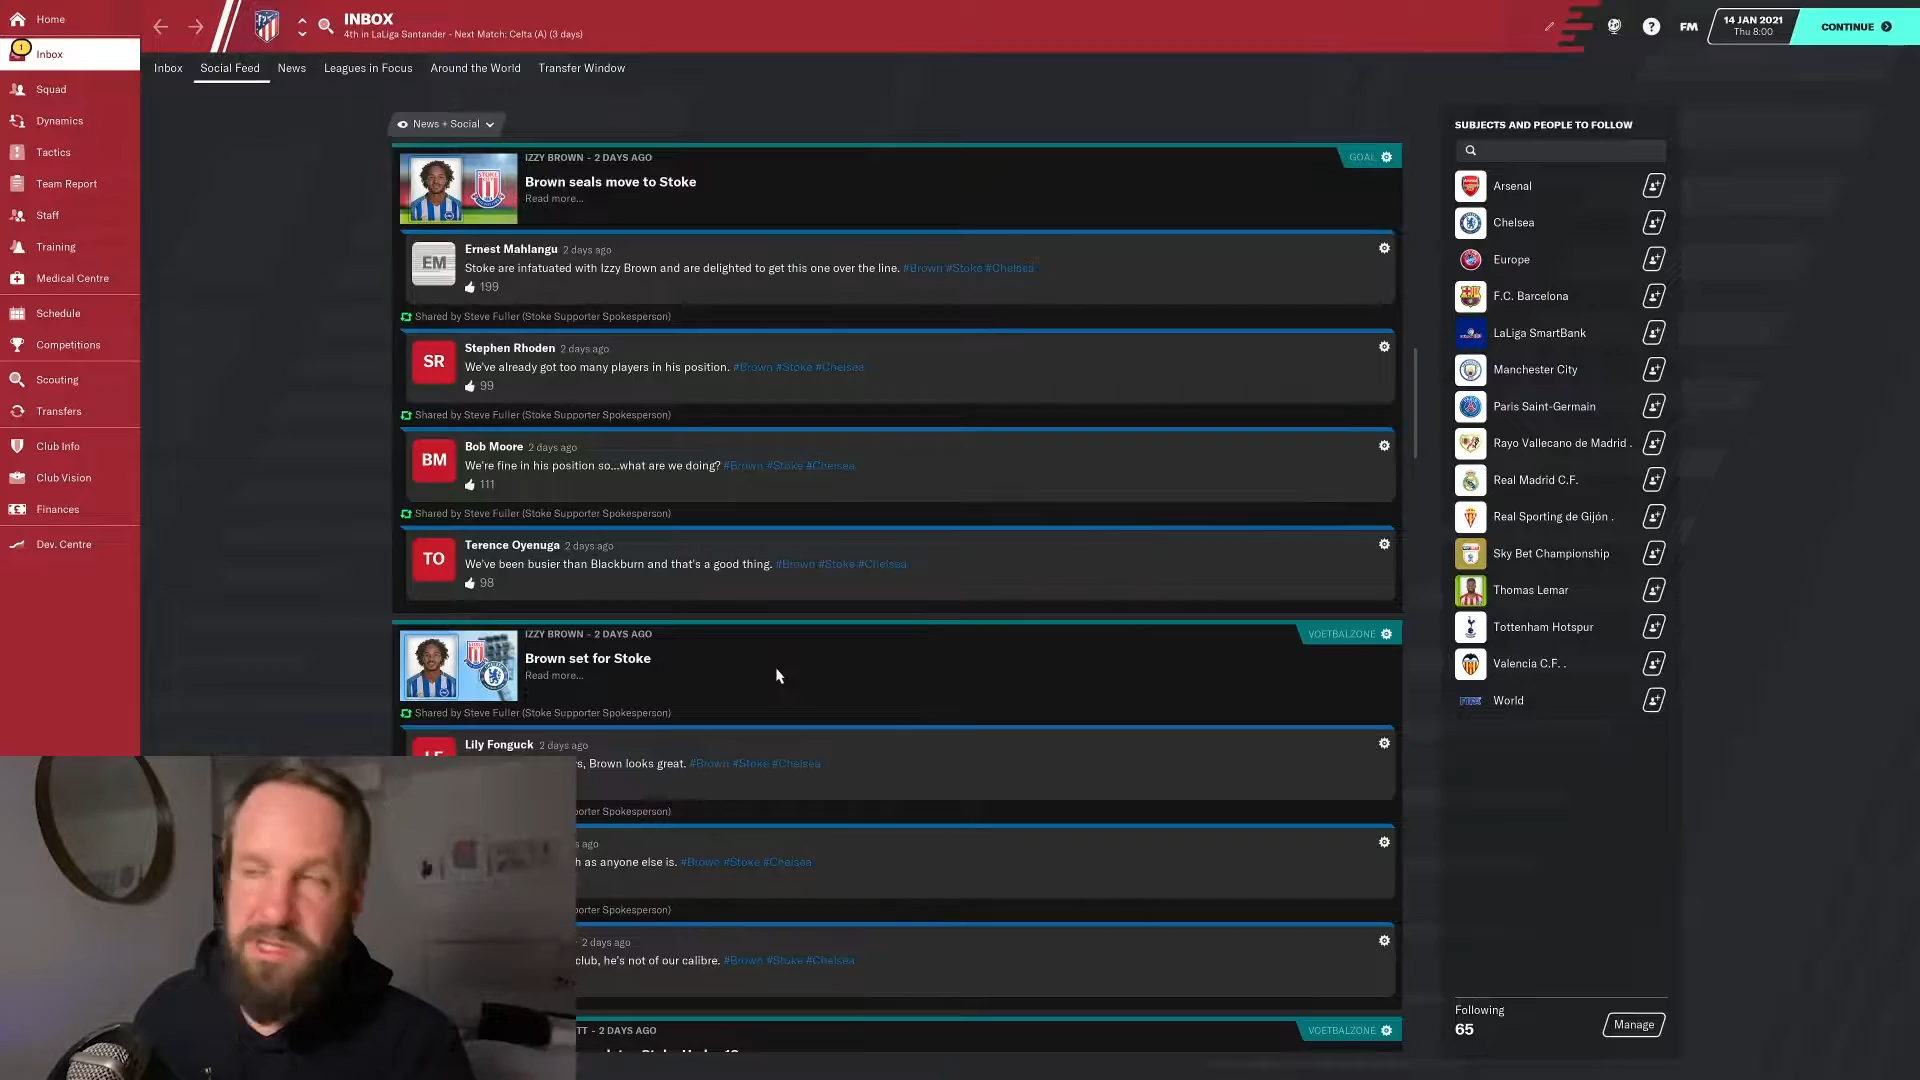 Home
INBOX
4th in LaLiga Santander - Next Match: Celta (A) (3 days)
FM
14 JAN 2021
Thu 8:00
CONTINUE
1
Inbox
Squad
Dynamics
Tactics
Team Report
Staff
Training
Medical Centre
Schedule
Competitions
Scouting
Transfers
Club Info
Club Vision
Finances
Dev. Centre
Inbox Social Feed News Leagues in Focus Around the World Transfer Window
News + Social
IZZY BROWN - 2 DAYS AGO
GOAL
Brown seals move to Stoke
Read more...
EM
Ernest Mahlangu 2 days ago
Stoke are infatuated with Izzy Brown and are delighted to get this one over the line. #Brown #Stoke #Chelsea
199
Shared by Steve Fuller (Stoke Supporter Spokesperson)
SR
Stephen Rhoden 2 days ago
We've already got too many players in his position. #Brown #Stoke #Chelsea
99
Shared by Steve Fuller (Stoke Supporter Spokesperson)
BM
Bob Moore 2 days ago
We're fine in his position so...what are we doing? #Brown #Stoke #Chelsea
111
Shared by Steve Fuller (Stoke Supporter Spokesperson)
TO
Terence Oyenuga 2 days ago
We've been busier than Blackburn and that's a good thing. #Brown #Stoke #Chelsea
98
IZZY BROWN - 2 DAYS AGO
VOETBALZONE
Brown set for Stoke
Read more...
Shared by Steve Fuller (Stoke Supporter Spokesperson)
Lily Fonguck 2 days ago
Brown looks great. #Brown #Stoke #Chelsea
Spokesperson)
ago
as anyone else is. #Brown #Stoke #Chelsea
Spokesperson)
2 days ago
club, he's not of our calibre. #Brown #Stoke #Chelsea
- 2 DAYS AGO
VOETBALZONE
SUBJECTS AND PEOPLE TO FOLLOW
Arsenal
Chelsea
Europe
F.C. Barcelona
LaLiga SmartBank
Manchester City
Paris Saint-Germain
Rayo Vallecano de Madrid .
Real Madrid C.F.
Real Sporting de Gijón .
Sky Bet Championship
Thomas Lemar
Tottenham Hotspur
Valencia C.F. .
World
Following
65
Manage